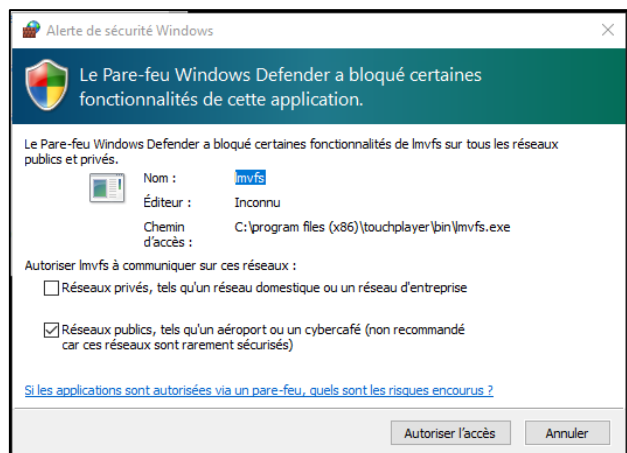 Alerte de sécurité Windows
Le Pare-feu Windows Defender a bloqué certaines
fonctionnalités de cette application.
Le Pare-feu Windows Defender a bloqué certaines fonctionnalités de lmvfs sur tous les réseaux
publics et privés.
Nom : lmvfs
Éditeur : Inconnu
Chemin C:\program files (x86)\touchplayer\bin\lmvfs.exe
d'accès :
Autoriser lmvfs à communiquer sur ces réseaux :
Réseaux privés, tels qu'un réseau domestique ou un réseau d'entreprise
Réseaux publics, tels qu'un aéroport ou un cybercafé (non recommandé
car ces réseaux sont rarement sécurisés)
Si les applications sont autorisées via un pare-feu, quels sont les risques encourus ?
Autoriser l'accès Annuler